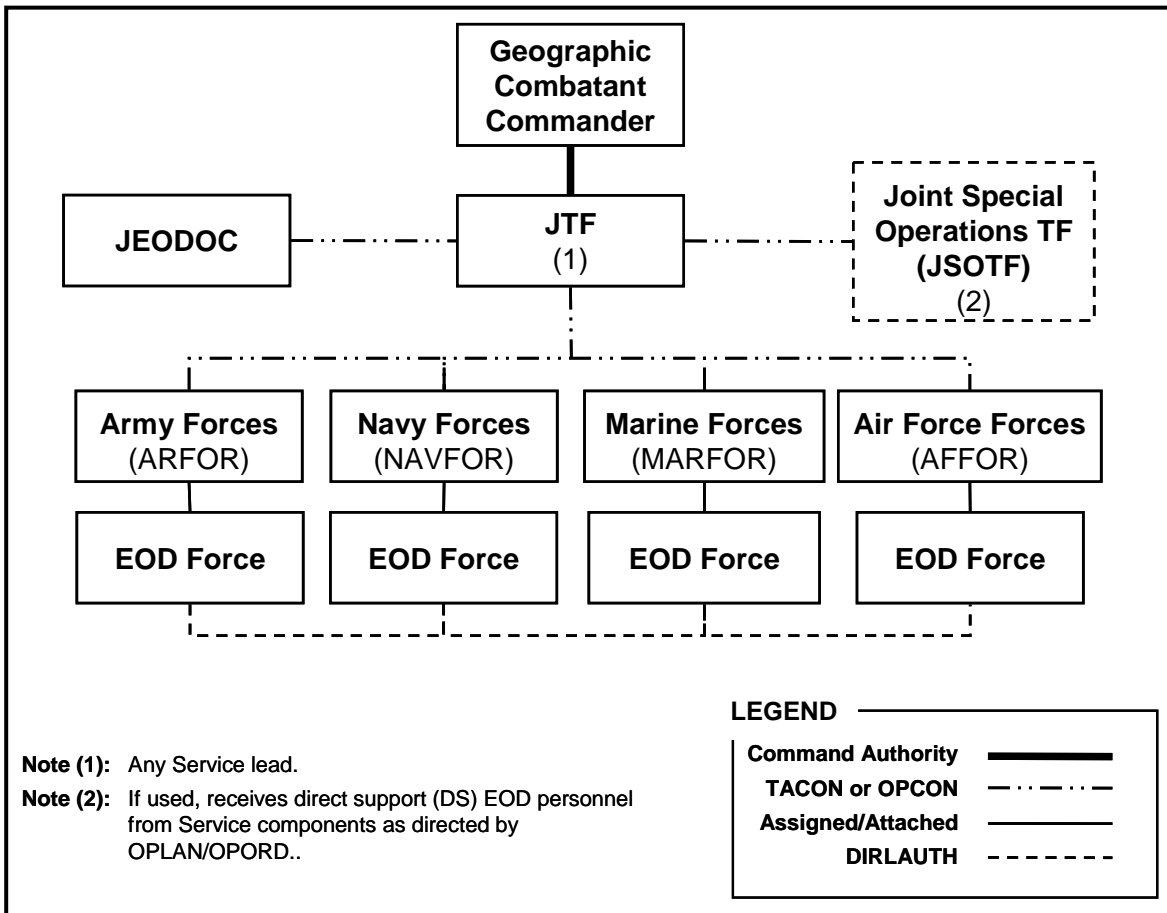 Geographic
Combatant
Commander
JEODOC
JTF
(1)
Joint Special
Operations TF
(JSOTF)
(2)
Army Forces
(ARFOR)
Navy Forces
(NAVFOR)
Marine Forces
(MARFOR)
Air Force Forces
(AFFOR)
EOD Force
EOD Force
EOD Force
EOD Force
Note (1): Any Service lead.
Note (2): If used, receives direct support (DS) EOD personnel
from Service components as directed by
OPLAN/OPORD..
LEGEND
Command Authority
TACON or OPCON
Assigned/Attached
DIRLAUTH